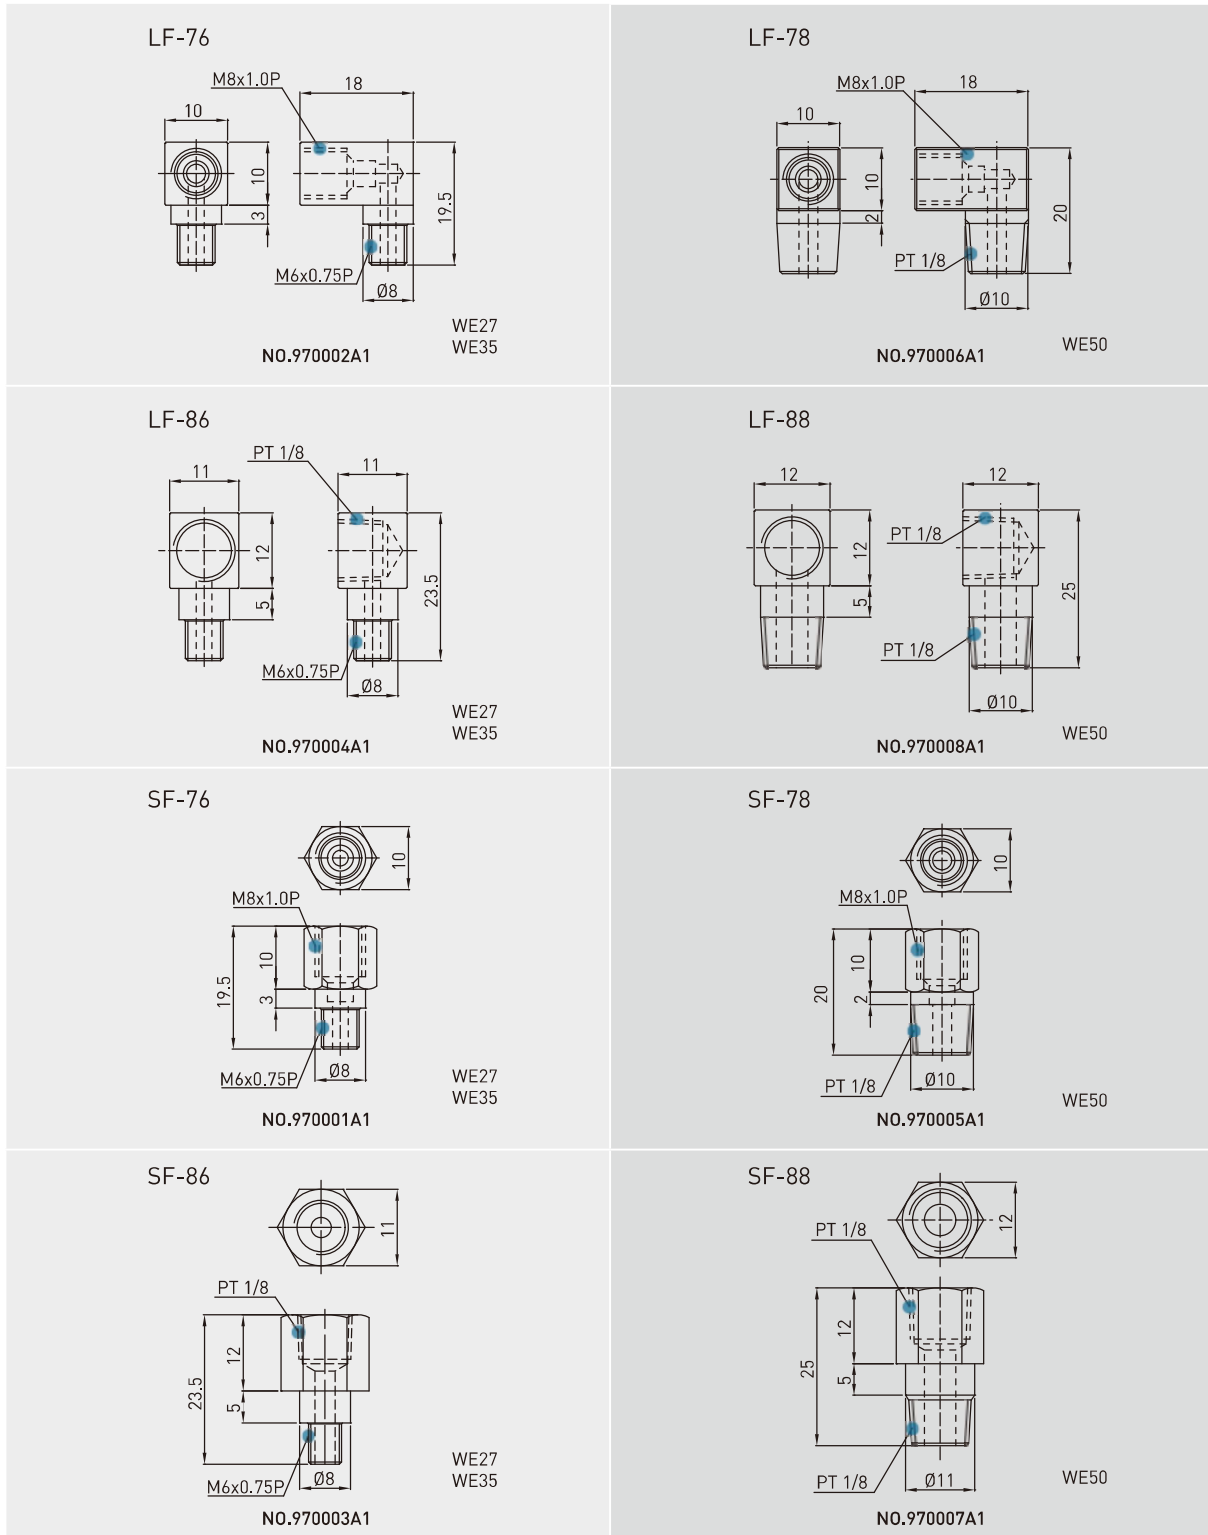 LF-76
M8x1.0P
18
10
10
3
19.5
M6x0.75P
Ø8
WE27
WE35
NO.970002A1
LF-78
M8x1.0P
18
10
10
2
20
PT 1/8
Ø10
WE50
NO.970006A1
LF-86
PT 1/8
11
11
12
5
23.5
M6x0.75P
Ø8
WE27
WE35
NO.970004A1
LF-88
12
12
PT 1/8
12
5
25
PT 1/8
Ø10
WE50
NO.970008A1
SF-76
10
M8x1.0P
10
19.5
3
M6x0.75P
Ø8
WE27
WE35
NO.970001A1
SF-78
10
M8x1.0P
10
20
2
PT 1/8
Ø10
WE50
NO.970005A1
SF-86
11
PT 1/8
12
23.5
5
M6x0.75P
Ø8
WE27
WE35
NO.970003A1
SF-88
PT 1/8
12
12
25
5
PT 1/8
Ø11
WE50
NO.970007A1